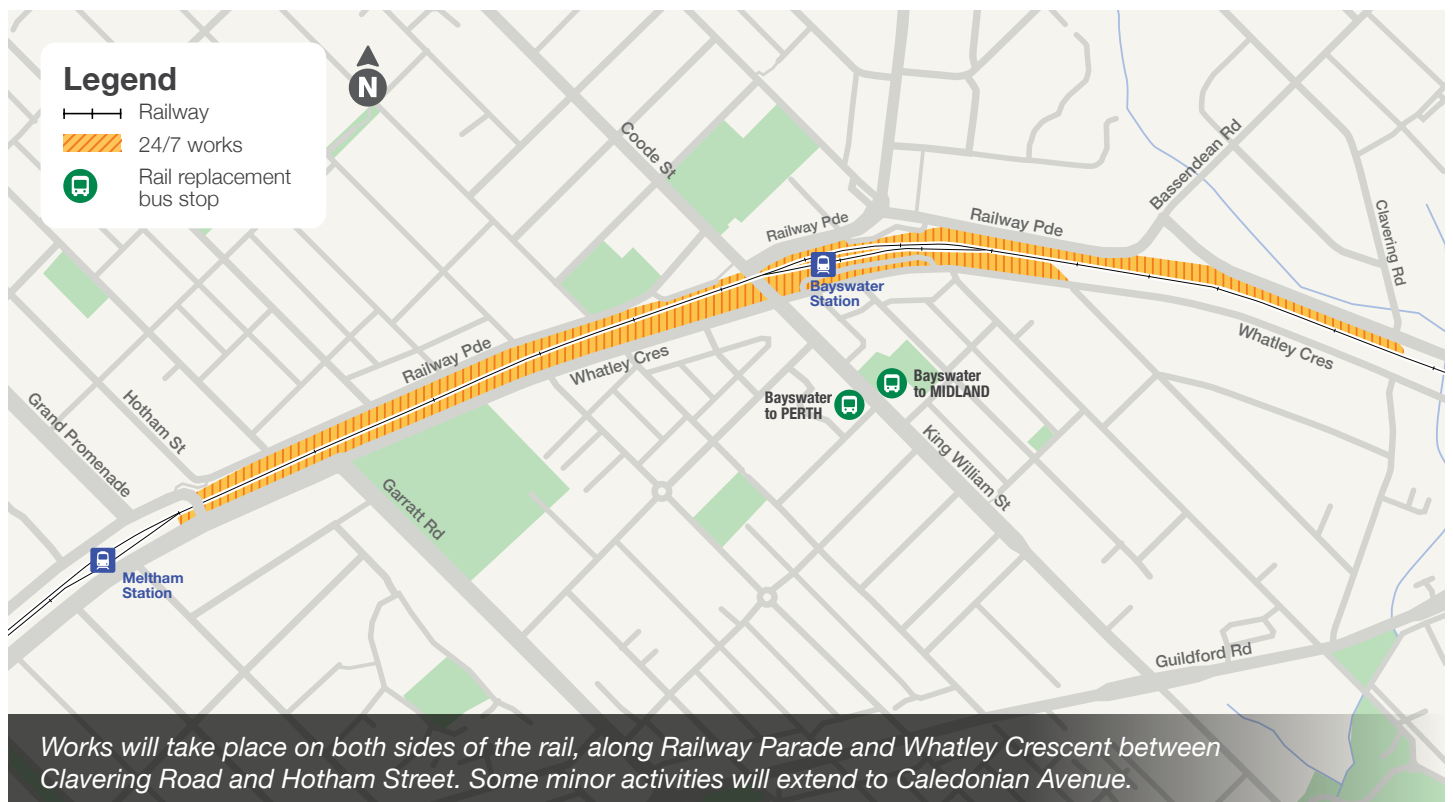 Legend
Railway
24/7 works
Rail replacement
bus stop
N
Coode St
Bassendean Rd
Clavering Rd
Railway Pde
Railway Pde
Bayswater
Station
Whatley Cres
Railway Pde
Whatley Cres
Bayswater
to MIDLAND
Bayswater
to PERTH
Hotham St
Grand Promenade
King William St
Garratt Rd
Meltham
Station
Guildford Rd
Works will take place on both sides of the rail, along Railway Parade and Whatley Crescent between
Clavering Road and Hotham Street. Some minor activities will extend to Caledonian Avenue.